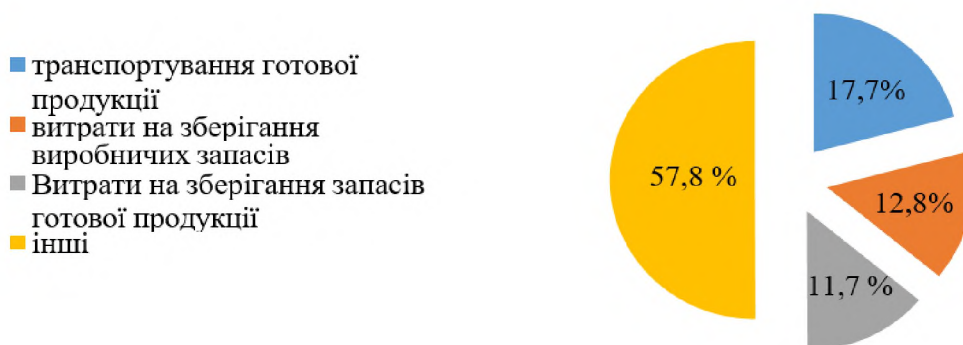 транспортування готової
продукції
витрати на зберігання
виробничих запасів
Витрати на зберігання запасів
готової продукції
інші
17,7%
57,8 %
12,8%
11,7 %